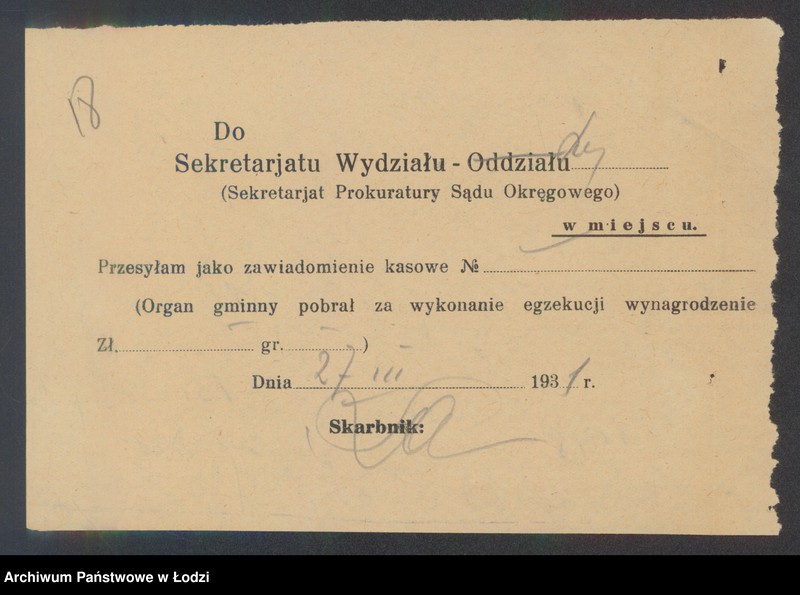 18
Do
Sekretarjatu Wydziału - Oddziału
(Sekretarjat Prokuratury Sądu Okręgowego)
w miejscu.
Przesyłam jako zawiadomienie kasowe №
(Organ gminny pobrał za wykonanie egzekucji wynagrodzenie
Zł. — gr. — )
Dnia 27 III 1931 r.
Skarbnik:
Archiwum Państwowe w Łodzi